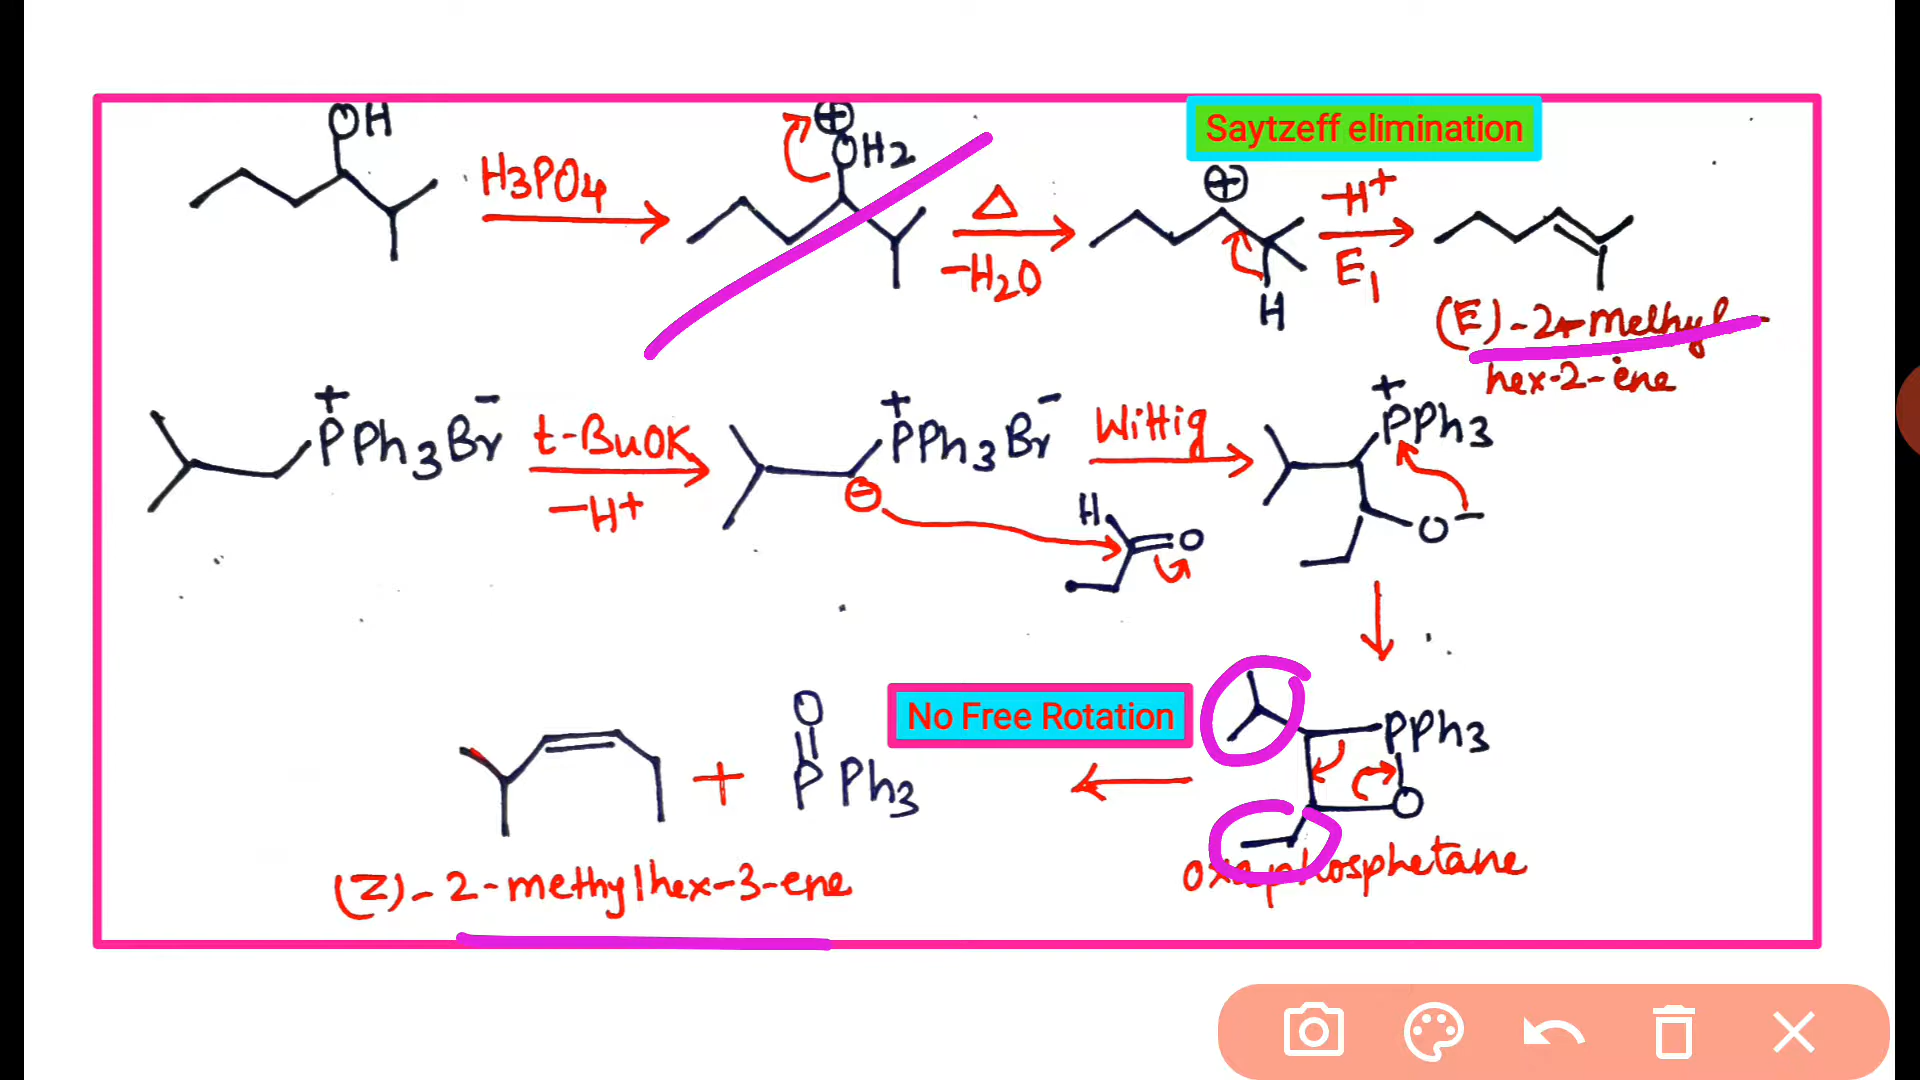 OH
H3PO4
⊕
OH2
Δ
-H2O
Saytzeff elimination
⊕
H
-H+
E1
(E)-2-methyl-
hex-2-ene
+
PPh3Br-
t-BuOK
-H+
+
PPh3Br-
⊖
Wittig
H
O
+
PPh3
O-
PPh3
O
oxaphosphetane
No Free Rotation
+
O
PPh3
(Z)-2-methylhex-3-ene